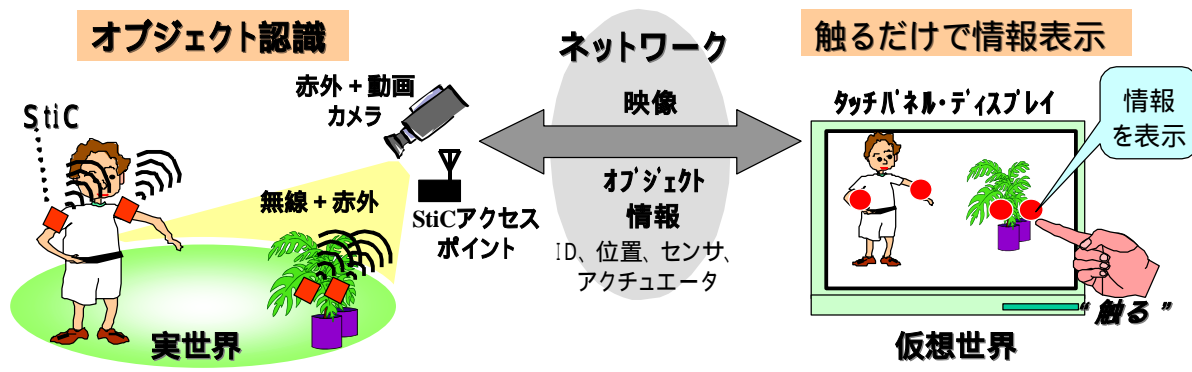 オブジェクト認識
StiC
赤外+動画
カメラ
無線+赤外
StiCアクセス
ポイント
実世界
ネットワーク
映像
オブジェクト
情報
ID、位置、センサ、
アクチュエータ
触るだけで情報表示
タッチパネル・ディスプレイ
情報
を表示
“触る”
仮想世界